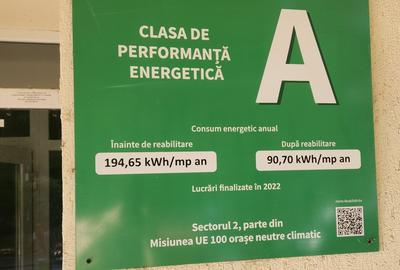 CLASA DE
PERFORMANȚĂ
ENERGETICĂ
A
Consum energetic anual
Înainte de reabilitare
După reabilitare
194,65 kWh/mp an
90,70 kWh/mp an
Lucrări finalizate în 2022
Sectorul 2, parte din
Misiunea UE 100 orașe neutre climatic